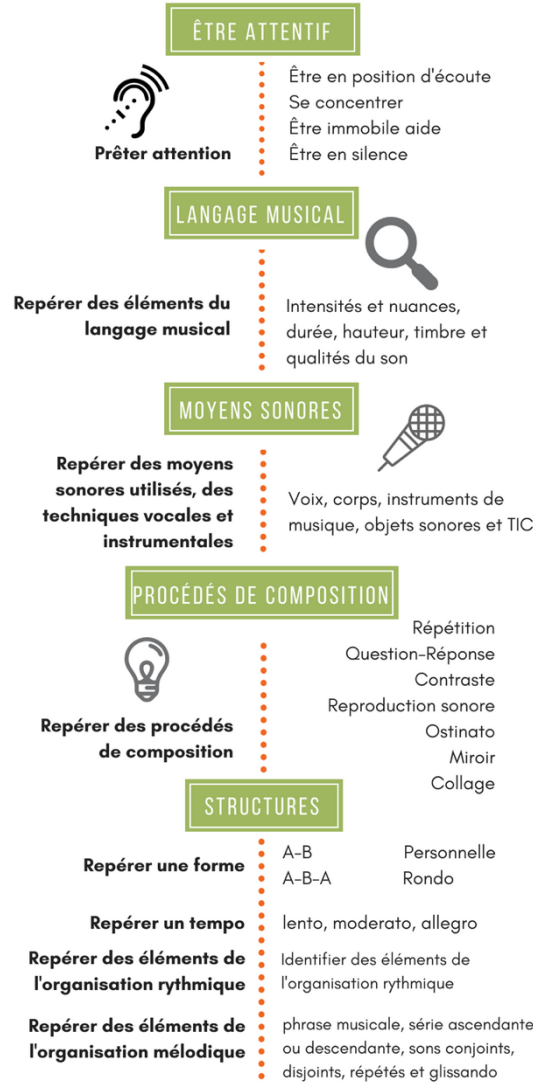 ÊTRE ATTENTIF
Prêter attention
Être en position d'écoute
Se concentrer
Être immobile aide
Être en silence
LANGAGE MUSICAL
Repérer des éléments du
langage musical
Intensités et nuances,
durée, hauteur, timbre et
qualités du son
MOYENS SONORES
Repérer des moyens
sonores utilisés, des
techniques vocales et
instrumentales
Voix, corps, instruments de
musique, objets sonores et TIC
PROCÉDÉS DE COMPOSITION
Repérer des procédés
de composition
Répétition
Question-Réponse
Contraste
Reproduction sonore
Ostinato
Miroir
Collage
STRUCTURES
Repérer une forme
A-B Personnelle
A-B-A Rondo
Repérer un tempo
lento, moderato, allegro
Repérer des éléments de
l'organisation rythmique
Identifier des éléments de
l'organisation rythmique
Repérer des éléments de
l'organisation mélodique
phrase musicale, série ascendante
ou descendante, sons conjoints,
disjoints, répétés et glissando